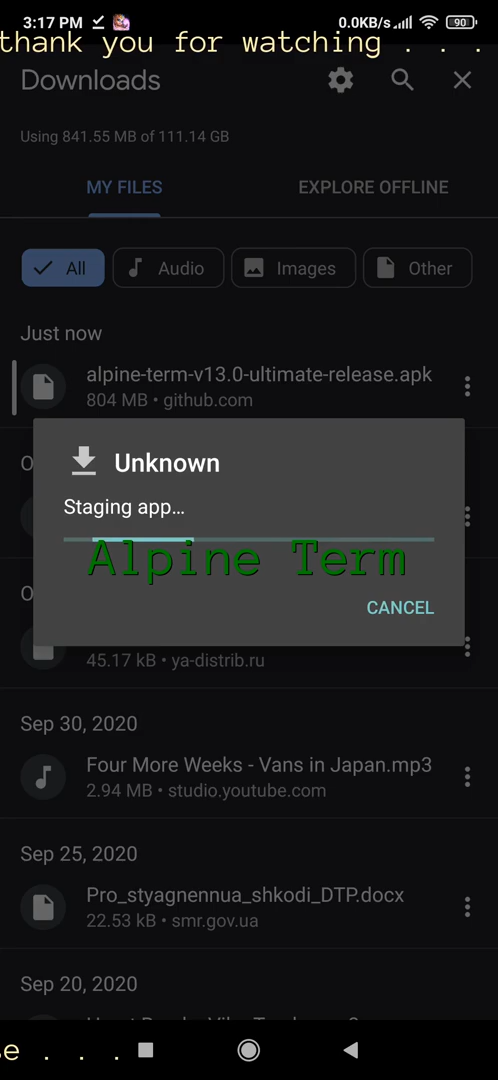 3:17 PM
0.0KB/s
90
thank you for watching . . .
Downloads
Using 841.55 MB of 111.14 GB
MY FILES
EXPLORE OFFLINE
All
Audio
Images
Other
Just now
alpine-term-v13.0-ultimate-release.apk
804 MB • github.com
O
Unknown
Staging app...
Alpine Term
O
CANCEL
45.17 kB • ya-distrib.ru
Sep 30, 2020
Four More Weeks - Vans in Japan.mp3
2.94 MB • studio.youtube.com
Sep 25, 2020
Pro_styagnennua_shkodi_DTP.docx
22.53 kB • smr.gov.ua
Sep 20, 2020
se . . .